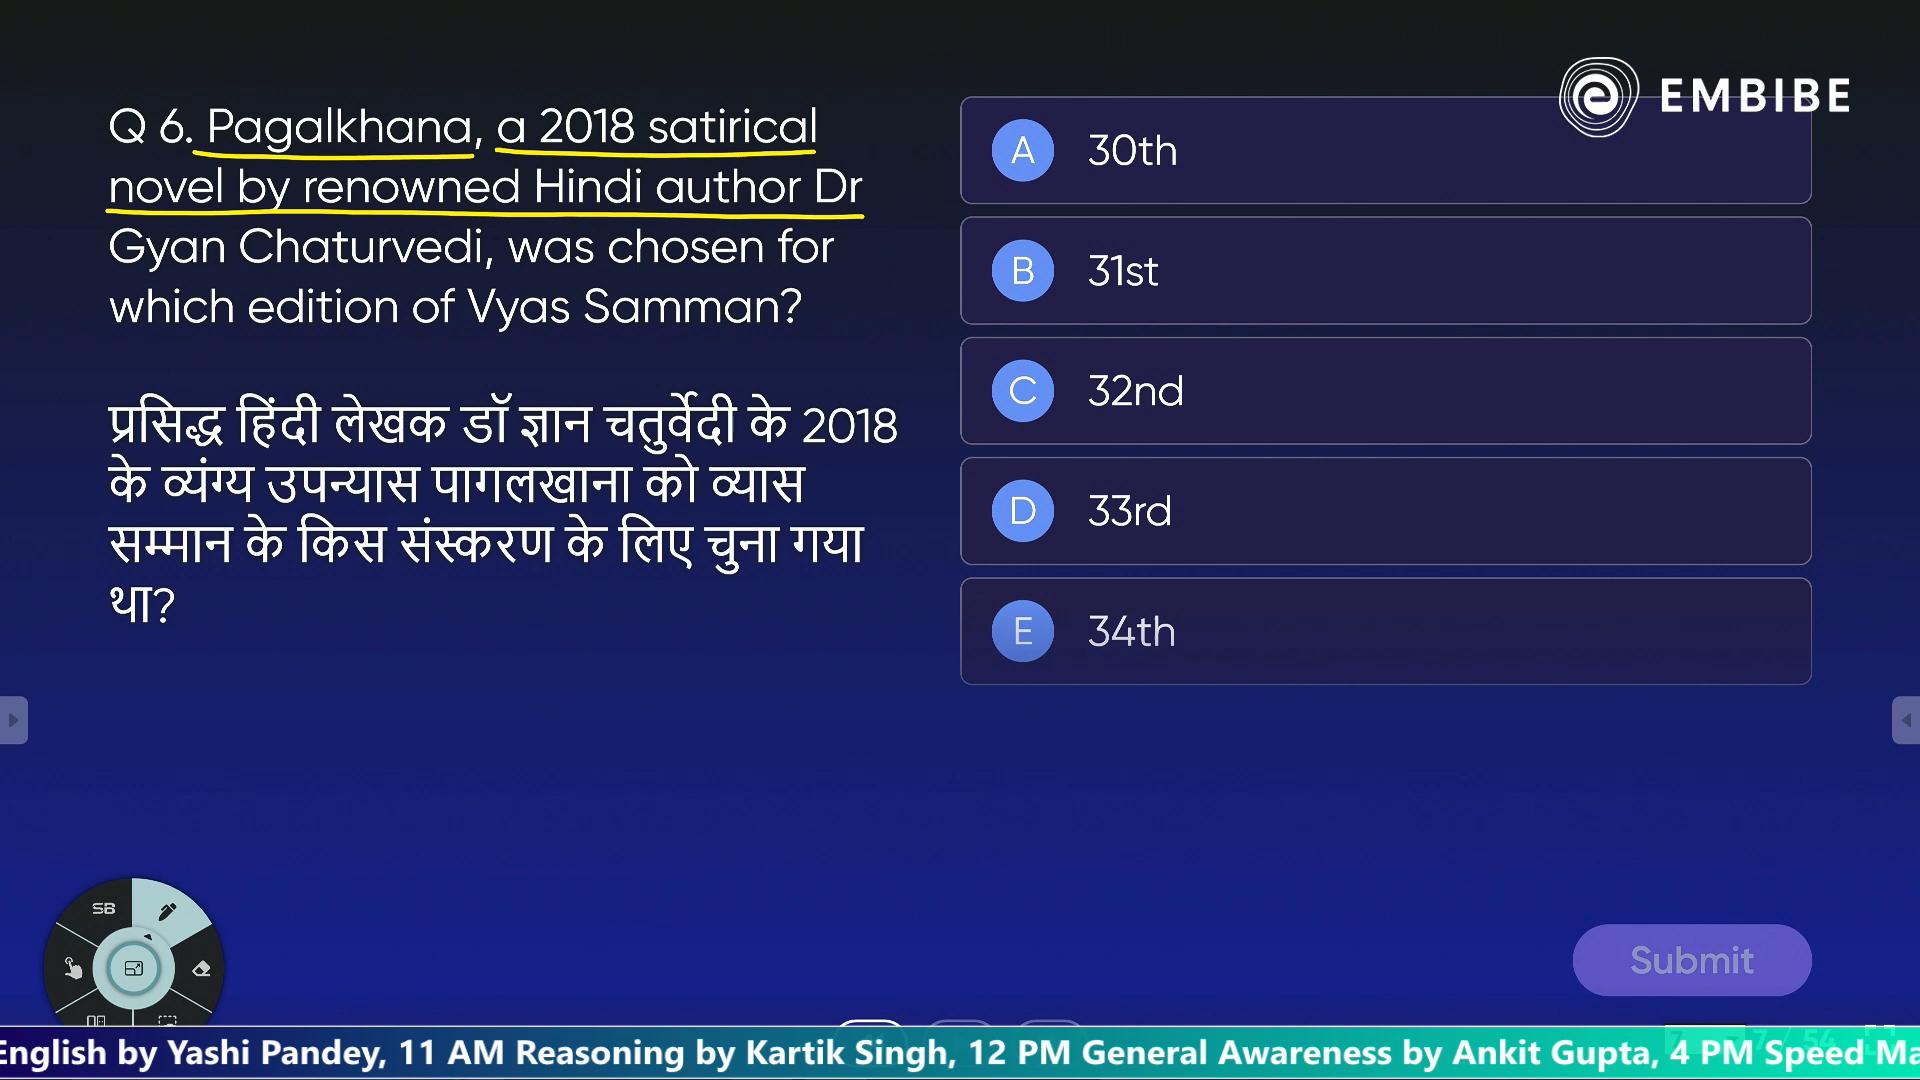 EMBIBE
Q 6. Pagalkhana, a 2018 satirical
novel by renowned Hindi author Dr
Gyan Chaturvedi, was chosen for
which edition of Vyas Samman?
प्रसिद्ध हिंदी लेखक डॉ ज्ञान चतुर्वेदी के 2018
के व्यंग्य उपन्यास पागलखाना को व्यास
सम्मान के किस संस्करण के लिए चुना गया
था?
A 30th
B 31st
C 32nd
D 33rd
E 34th
SB
Submit
English by Yashi Pandey, 11 AM Reasoning by Kartik Singh, 12 PM General Awareness by Ankit Gupta, 4 PM Speed Ma